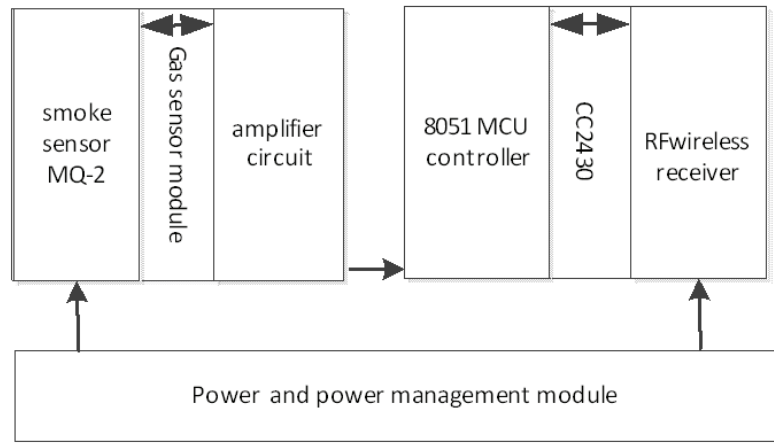 smoke
sensor
MQ-2
Gas sensor module
amplifier
circuit
8051 MCU
controller
CC2430
RFwireless
receiver
Power and power management module